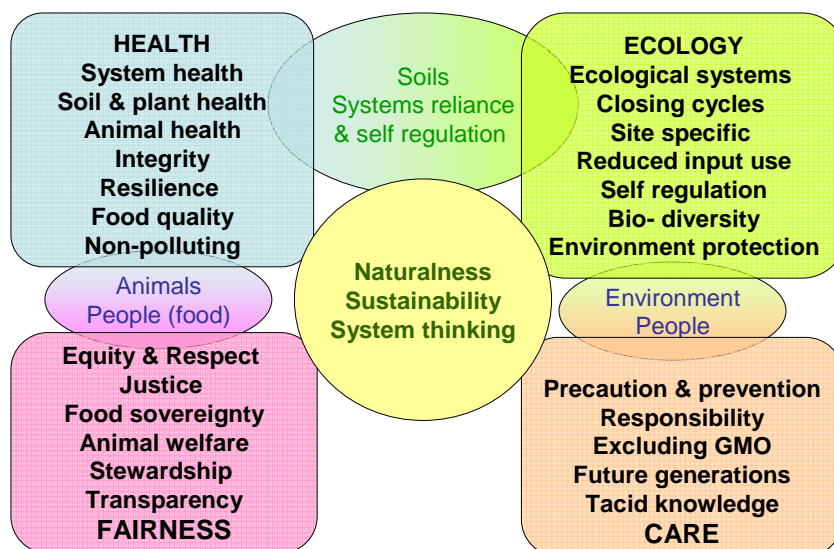 HEALTH
System health
Soil & plant health
Animal health
Integrity
Resilience
Food quality
Non-polluting
Soils
Systems reliance
& self regulation
ECOLOGY
Ecological systems
Closing cycles
Site specific
Reduced input use
Self regulation
Bio- diversity
Environment protection
Naturalness
Sustainability
System thinking
Animals
People (food)
Environment
People
Equity & Respect
Justice
Food sovereignty
Animal welfare
Stewardship
Transparency
FAIRNESS
Precaution & prevention
Responsibility
Excluding GMO
Future generations
Tacid knowledge
CARE